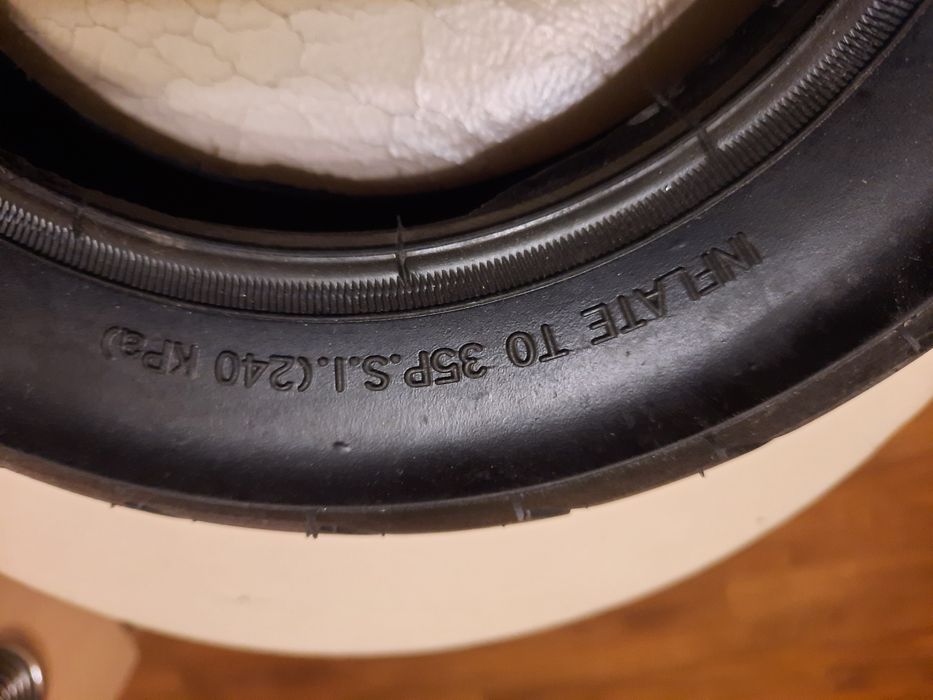 INFLATE TO 35P.S.I.(240 KPa)